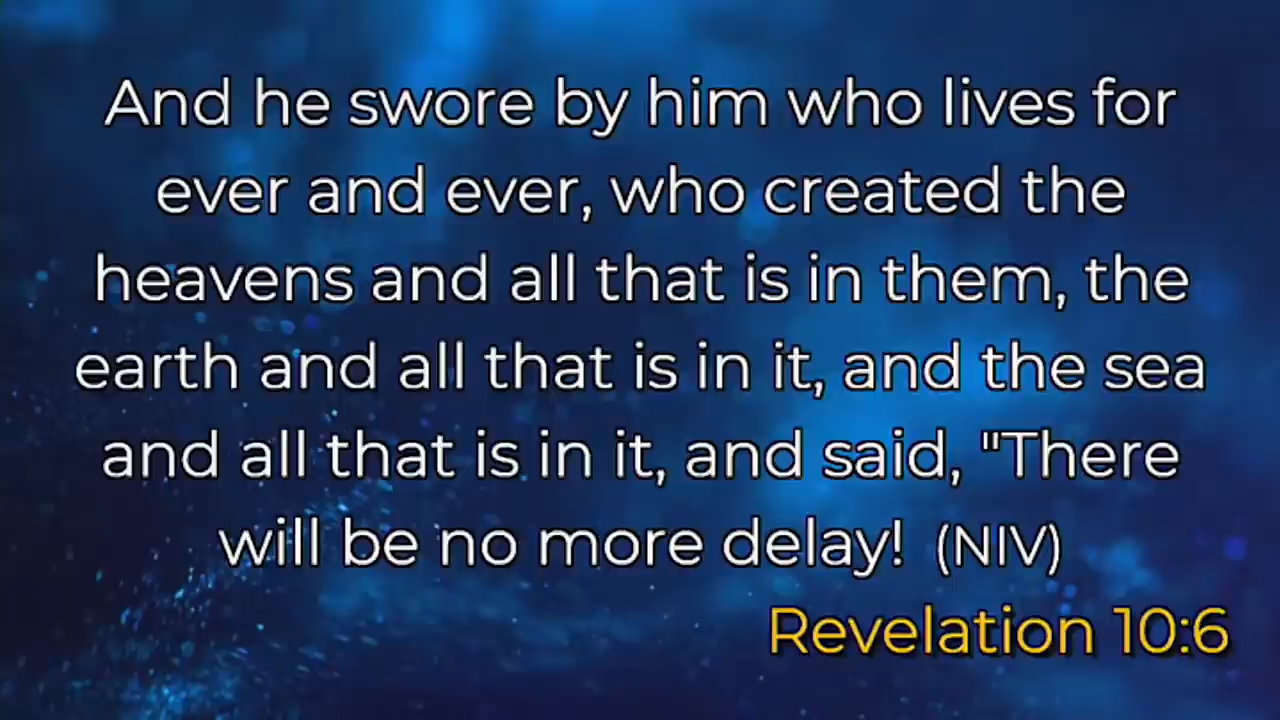 And he swore by him who lives for
ever and ever, who created the
heavens and all that is in them, the
earth and all that is in it, and the sea
and all that is in it, and said, "There
will be no more delay! (NIV)
Revelation 10:6